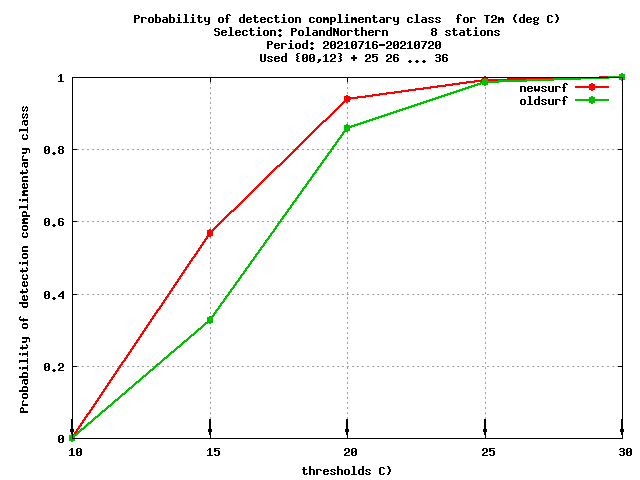 Probability of detection complimentary class  for T2m (deg C)
Selection: PolandNorthern      8 stations
Period: 20210716-20210720
Used {00,12} + 25 26 ... 36
newsurf
oldsurf
Probability of detection complimentary class
1
0.8
0.6
0.4
0.2
0
10 15 20 25 30
thresholds C)